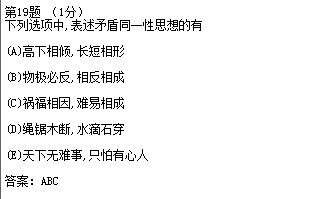 第19题 （1分）
下列选项中,表述矛盾同一性思想的有
(A)高下相倾,长短相形
(B)物极必反,相反相成
(C)祸福相因,难易相成
(D)绳锯木断,水滴石穿
(E)天下无难事,只怕有心人
答案: ABC